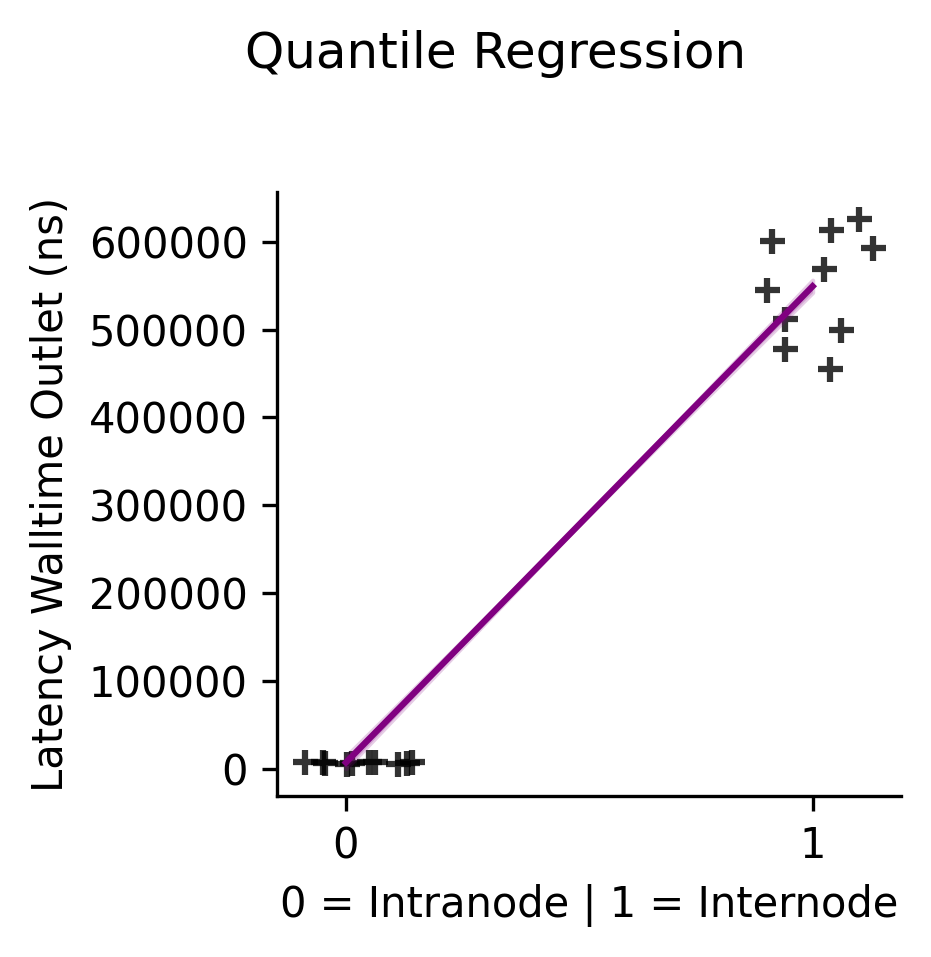 Quantile Regression
Latency Walltime Outlet (ns)
600000
500000
400000
300000
200000
100000
0
0 1
0 = Intranode | 1 = Internode